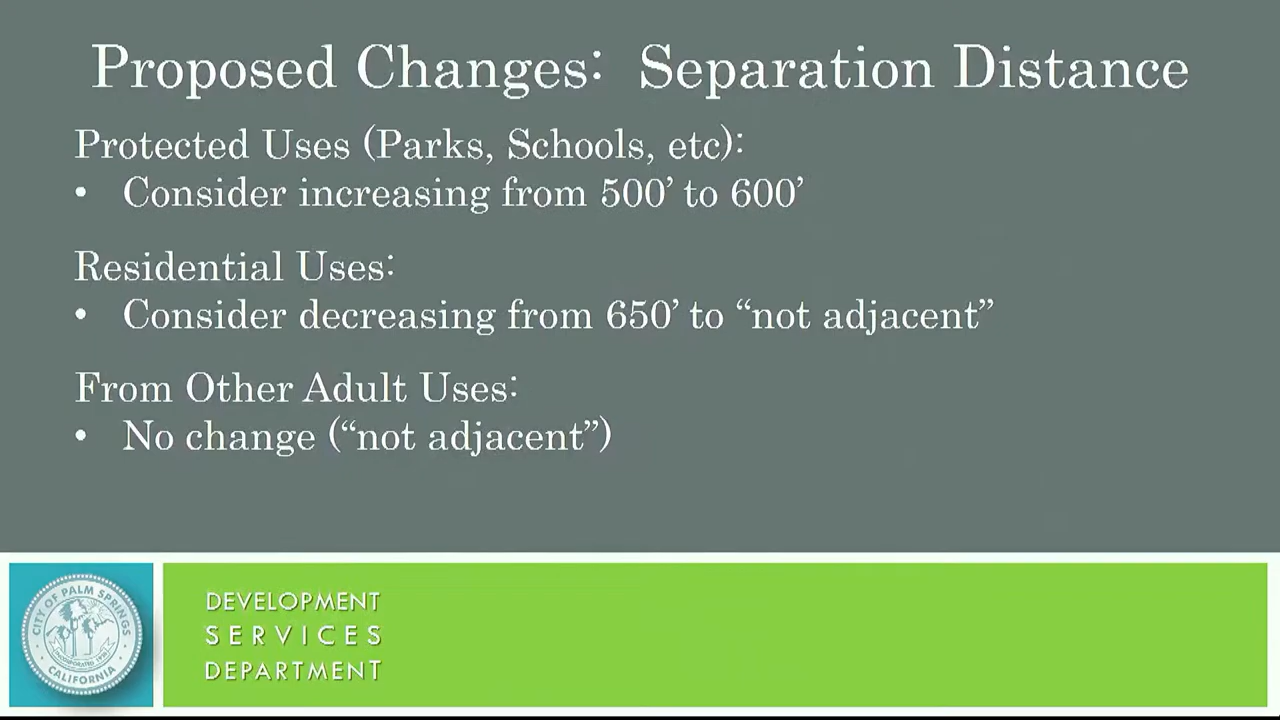 Proposed Changes: Separation Distance
Protected Uses (Parks, Schools, etc):
• Consider increasing from 500’ to 600’
Residential Uses:
• Consider decreasing from 650’ to “not adjacent”
From Other Adult Uses:
• No change (“not adjacent”)
CITY OF PALM SPRINGS
CALIFORNIA
DEVELOPMENT
SERVICES
DEPARTMENT